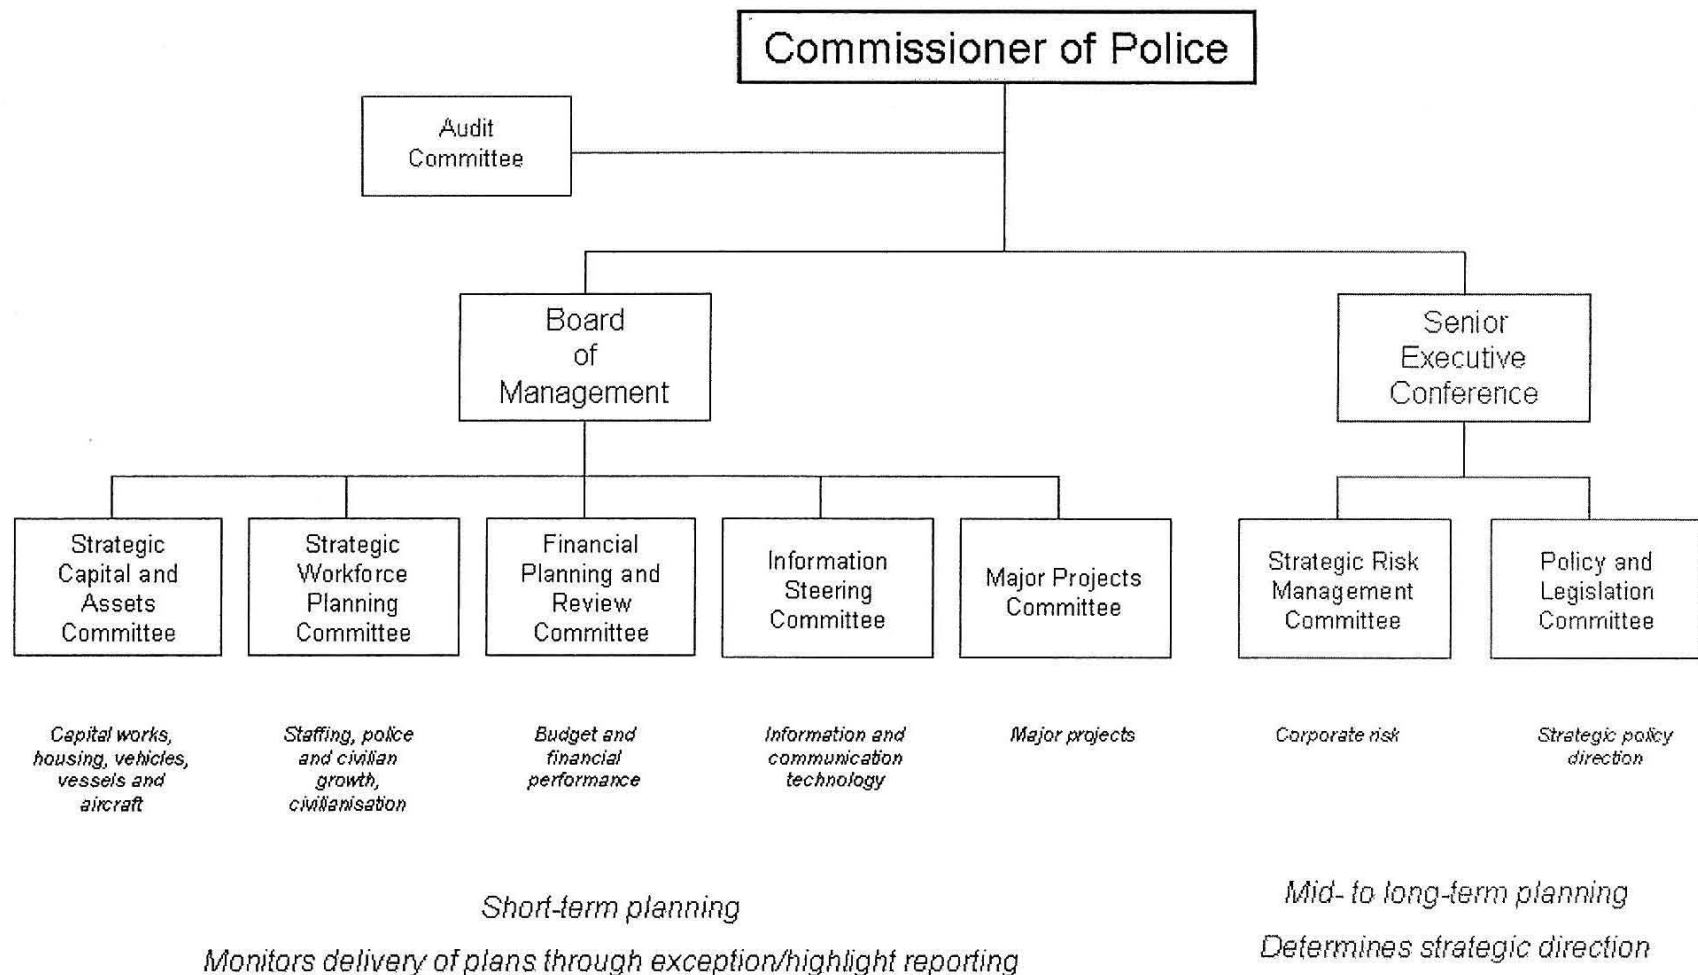 Commissioner of Police
Audit
Committee
Board
of
Management
Senior
Executive
Conference
Strategic
Capital and
Assets
Committee
Strategic
Workforce
Planning
Committee
Financial
Planning and
Review
Committee
Information
Steering
Committee
Major Projects
Committee
Strategic Risk
Management
Committee
Policy and
Legislation
Committee
Capital works,
housing, vehicles,
vessels and
aircraft
Staffing, police
and civilian
growth,
civilianisation
Budget and
financial
performance
Information and
communication
technology
Major projects
Corporate risk
Strategic policy
direction
Short-term planning
Monitors delivery of plans through exception/highlight reporting
Mid- to long-term planning
Determines strategic direction